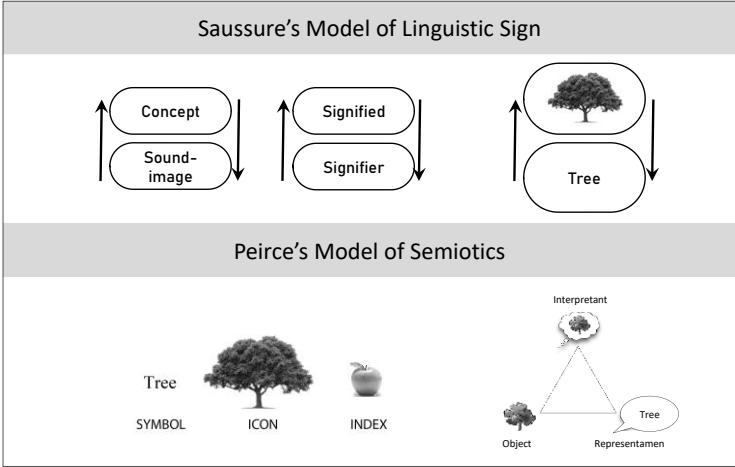 Saussure's Model of Linguistic Sign
Concept
Sound-
image
Signified
Signifier
Tree
Peirce's Model of Semiotics
Tree
SYMBOL
ICON
INDEX
Interpretant
Tree
Object
Representamen